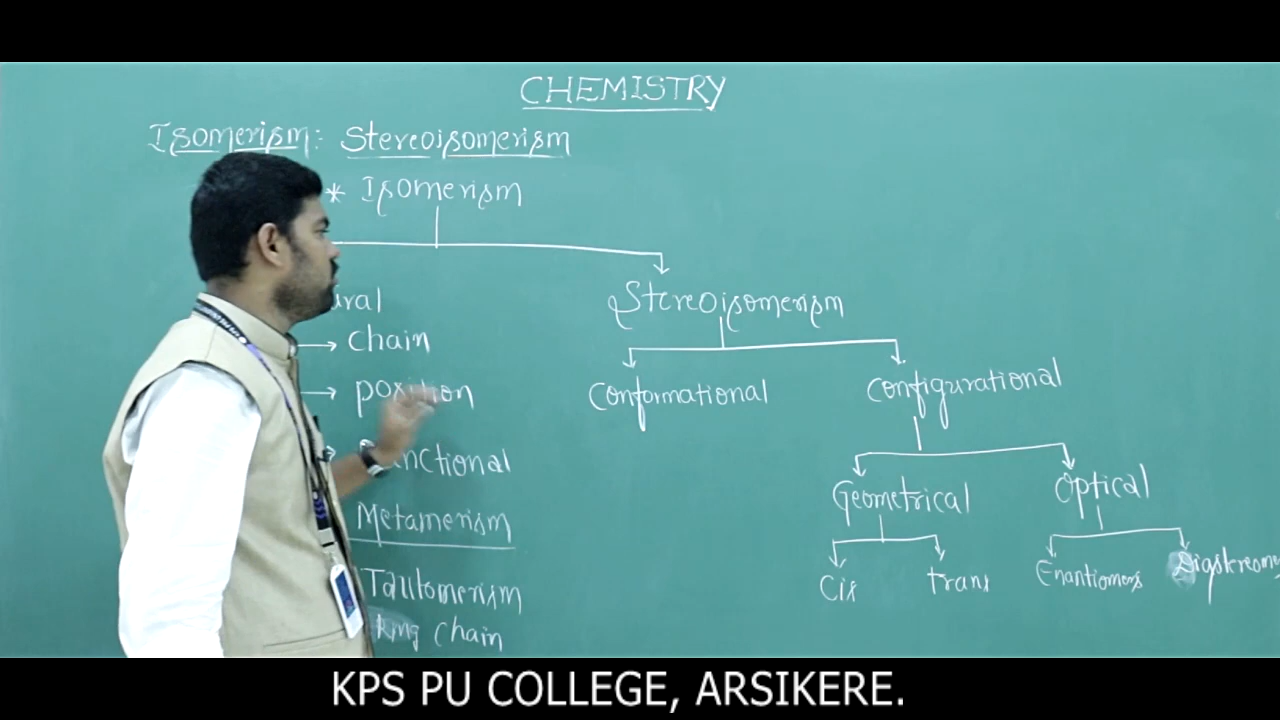 CHEMISTRY
Isomerism: Stereoisomerism
* Isomerism
ural
Stereoisomerism
→ chain
→ position
Conformational
Configurational
nctional
Geometrical
Optical
Metamerism
Cis
trans
Enantiomers
Tautomerism
Ring chain
KPS PU COLLEGE, ARSIKERE.